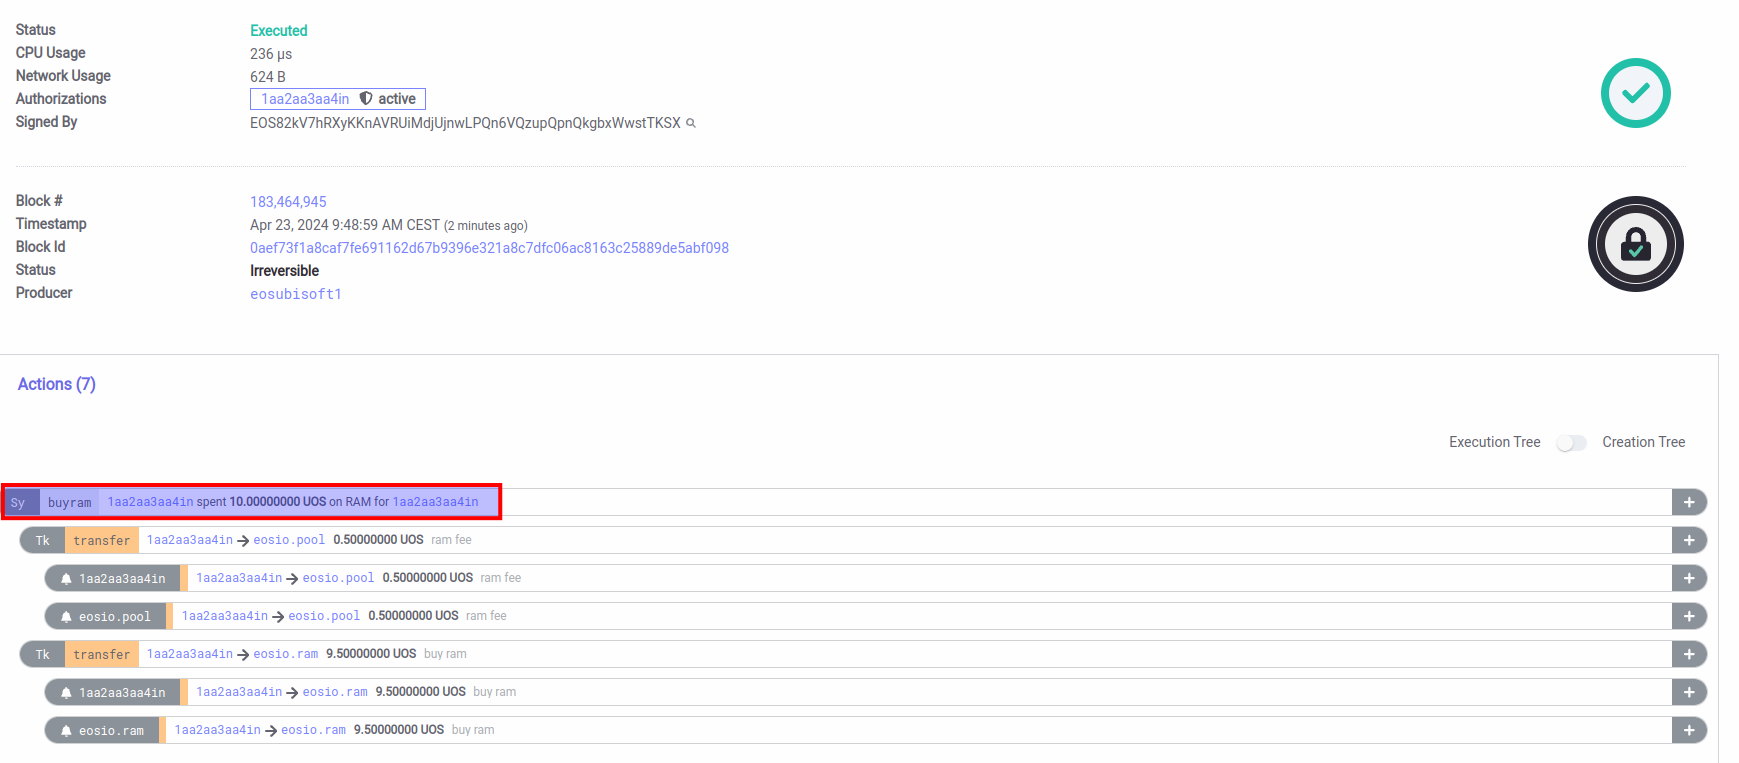 Status Executed
CPU Usage 236 µs
Network Usage 624 B
Authorizations 1aa2aa3aa4in active
Signed By EOS82kV7hRXyKKnAVRUiMdjUjnwLPQn6VQzupQpnQkgbxWwstTKSX
Block # 183,464,945
Timestamp Apr 23, 2024 9:48:59 AM CEST (2 minutes ago)
Block Id 0aef73f1a8caf7fe691162d67b9396e321a8c7dfc06ac8163c25889de5abf098
Status Irreversible
Producer eosubisoft1
Actions (7)
Execution Tree Creation Tree
Sy buyram 1aa2aa3aa4in spent 10.00000000 UOS on RAM for 1aa2aa3aa4in +
Tk transfer 1aa2aa3aa4in → eosio.pool 0.50000000 UOS ram fee +
1aa2aa3aa4in 1aa2aa3aa4in → eosio.pool 0.50000000 UOS ram fee +
eosio.pool 1aa2aa3aa4in → eosio.pool 0.50000000 UOS ram fee +
Tk transfer 1aa2aa3aa4in → eosio.ram 9.50000000 UOS buy ram +
1aa2aa3aa4in 1aa2aa3aa4in → eosio.ram 9.50000000 UOS buy ram +
eosio.ram 1aa2aa3aa4in → eosio.ram 9.50000000 UOS buy ram +